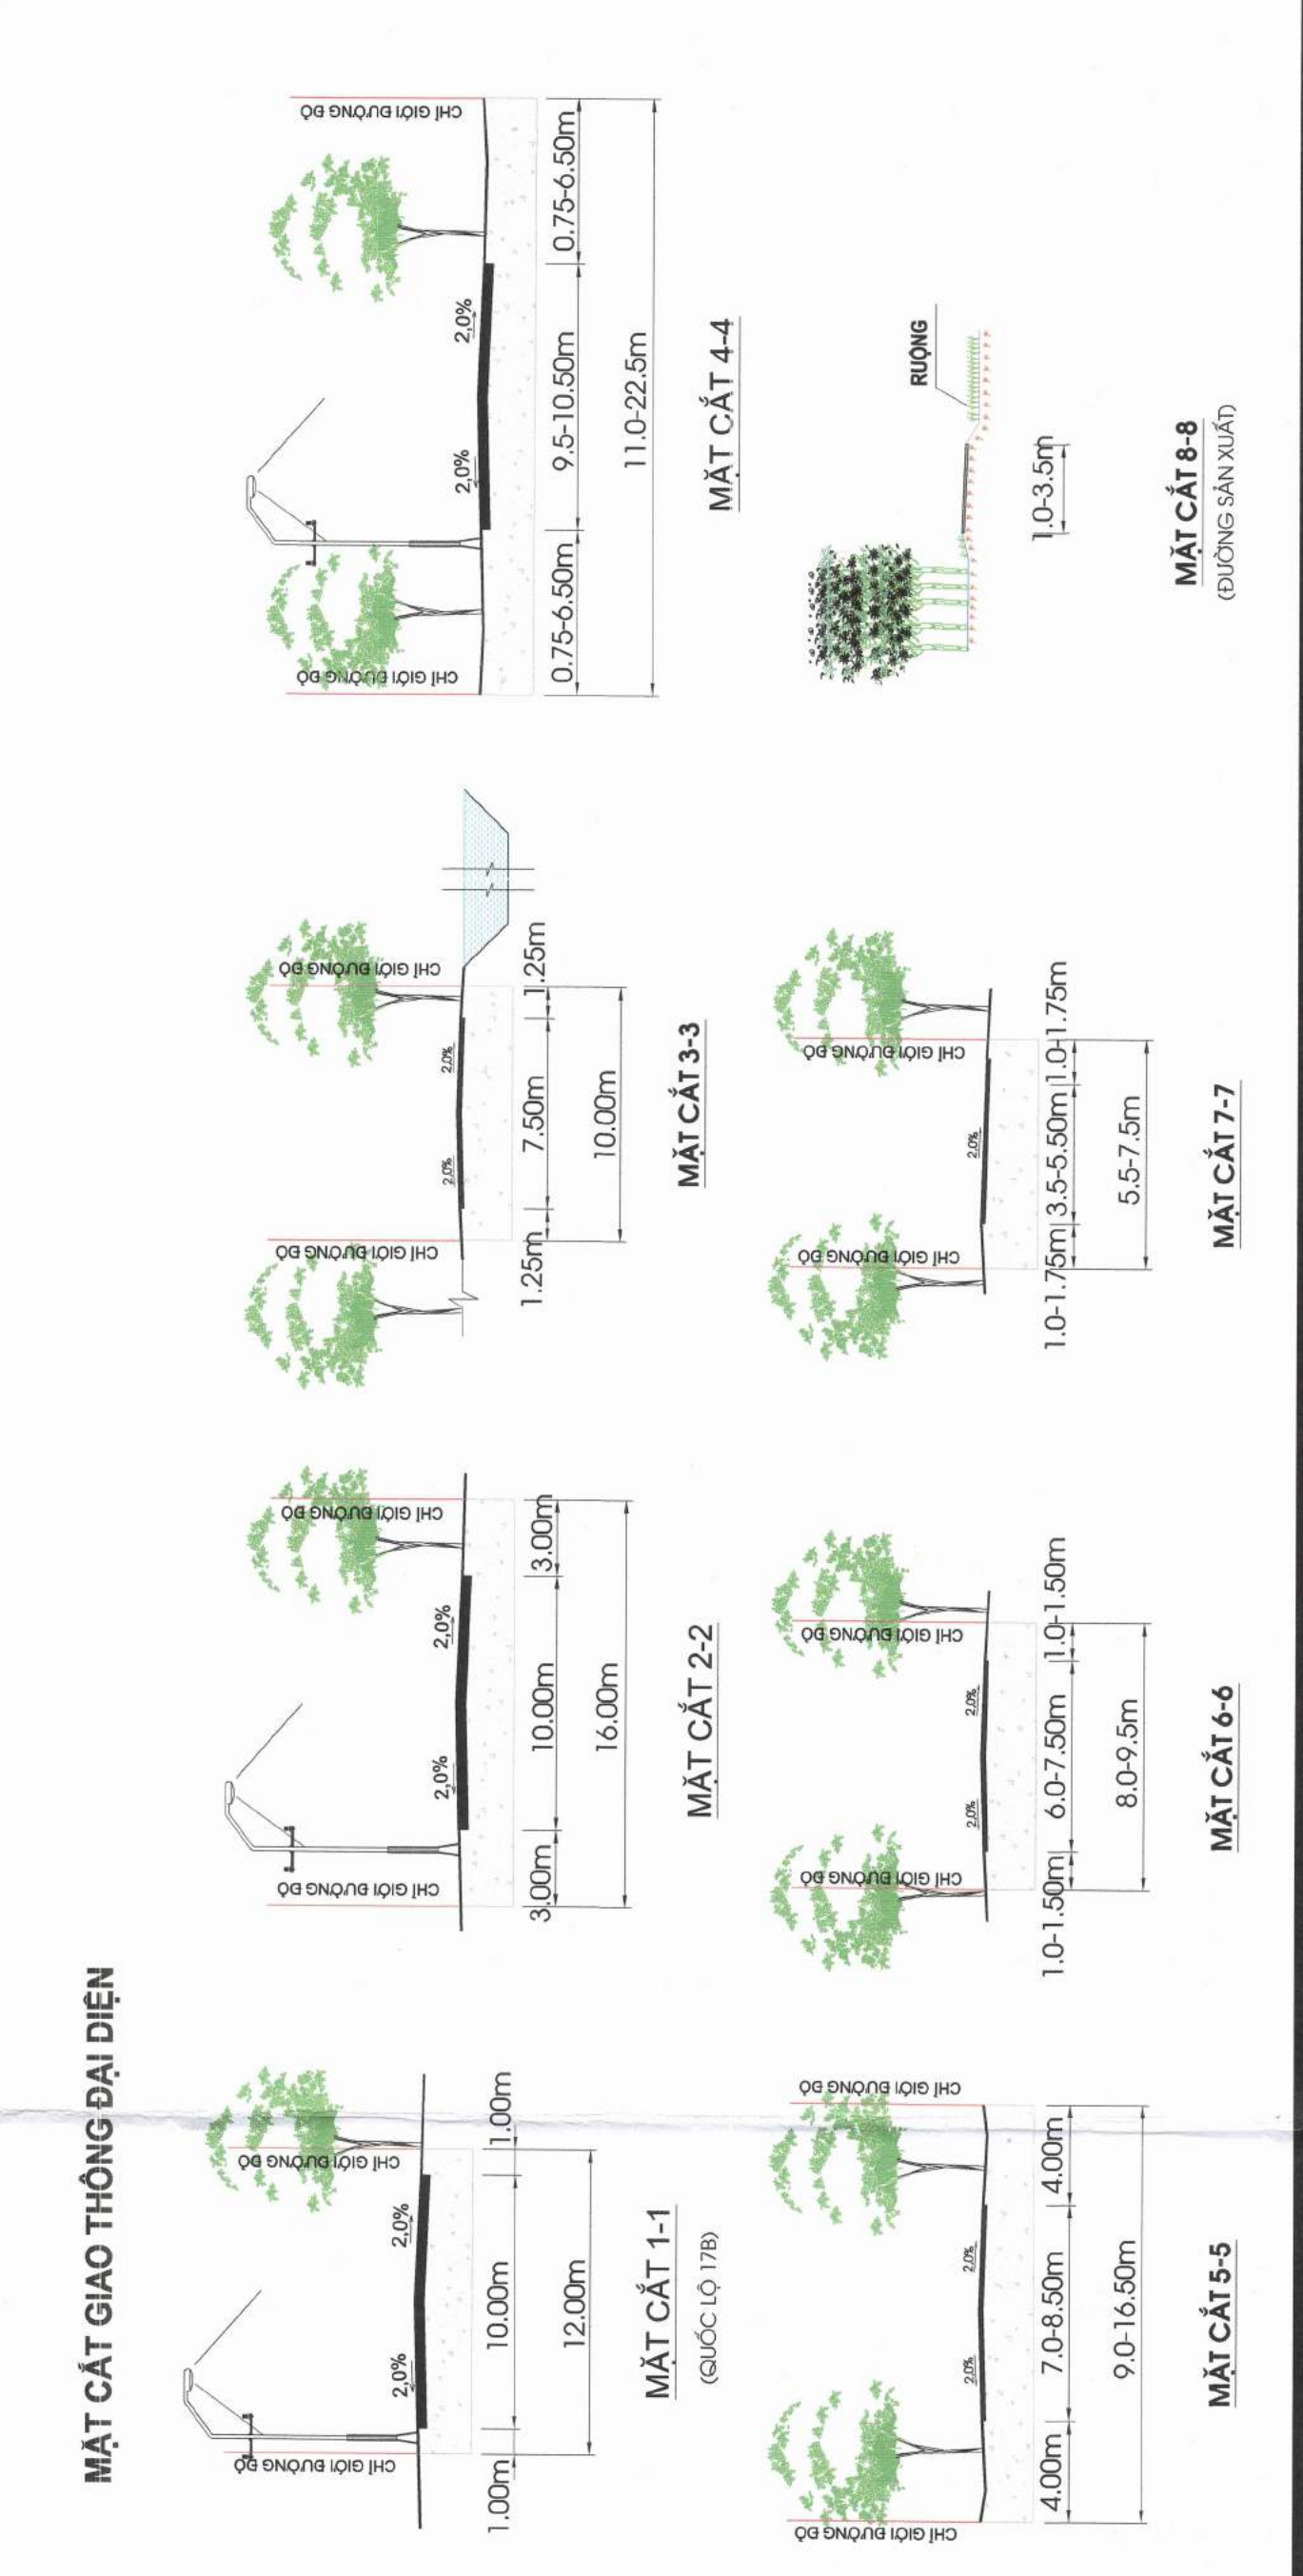 MẶT CẮT GIAO THÔNG ĐẠI DIỆN
CHỈ GIỚI ĐƯỜNG ĐỎ
CHỈ GIỚI ĐƯỜNG ĐỎ
2,0%
2,0%
1.00m
10.00m
1.00m
12.00m
MẶT CẮT 1-1
(QUỐC LỘ 17B)
CHỈ GIỚI ĐƯỜNG ĐỎ
CHỈ GIỚI ĐƯỜNG ĐỎ
2,0%
2,0%
3.00m
10.00m
3.00m
16.00m
MẶT CẮT 2-2
CHỈ GIỚI ĐƯỜNG ĐỎ
CHỈ GIỚI ĐƯỜNG ĐỎ
2,0%
2,0%
1.25m
7.50m
1.25m
10.00m
MẶT CẮT 3-3
CHỈ GIỚI ĐƯỜNG ĐỎ
CHỈ GIỚI ĐƯỜNG ĐỎ
2,0%
2,0%
0.75-6.50m
9.5-10.50m
0.75-6.50m
11.0-22.5m
MẶT CẮT 4-4
CHỈ GIỚI ĐƯỜNG ĐỎ
CHỈ GIỚI ĐƯỜNG ĐỎ
2,0%
2,0%
4.00m
7.0-8.50m
4.00m
9.0-16.50m
MẶT CẮT 5-5
CHỈ GIỚI ĐƯỜNG ĐỎ
CHỈ GIỚI ĐƯỜNG ĐỎ
2,0%
2,0%
1.0-1.50m
6.0-7.50m
1.0-1.50m
8.0-9.5m
MẶT CẮT 6-6
CHỈ GIỚI ĐƯỜNG ĐỎ
CHỈ GIỚI ĐƯỜNG ĐỎ
2,0%
1.0-1.75m
3.5-5.50m
1.0-1.75m
5.5-7.5m
MẶT CẮT 7-7
RUỘNG
1.0-3.5m
MẶT CẮT 8-8
(ĐƯỜNG SẢN XUẤT)